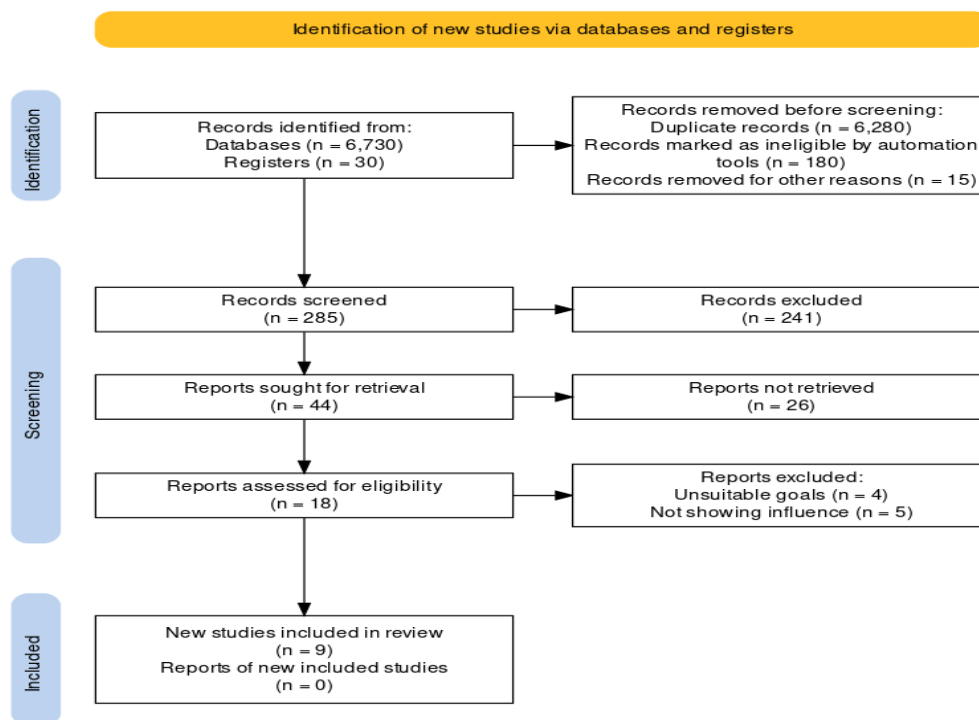 Identification of new studies via databases and registers
Identification
Records identified from:
Databases (n = 6,730)
Registers (n = 30)
Records removed before screening:
Duplicate records (n = 6,280)
Records marked as ineligible by automation
tools (n = 180)
Records removed for other reasons (n = 15)
Screening
Records screened
(n = 285)
Records excluded
(n = 241)
Reports sought for retrieval
(n = 44)
Reports not retrieved
(n = 26)
Reports assessed for eligibility
(n = 18)
Reports excluded:
Unsuitable goals (n = 4)
Not showing influence (n = 5)
Included
New studies included in review
(n = 9)
Reports of new included studies
(n = 0)